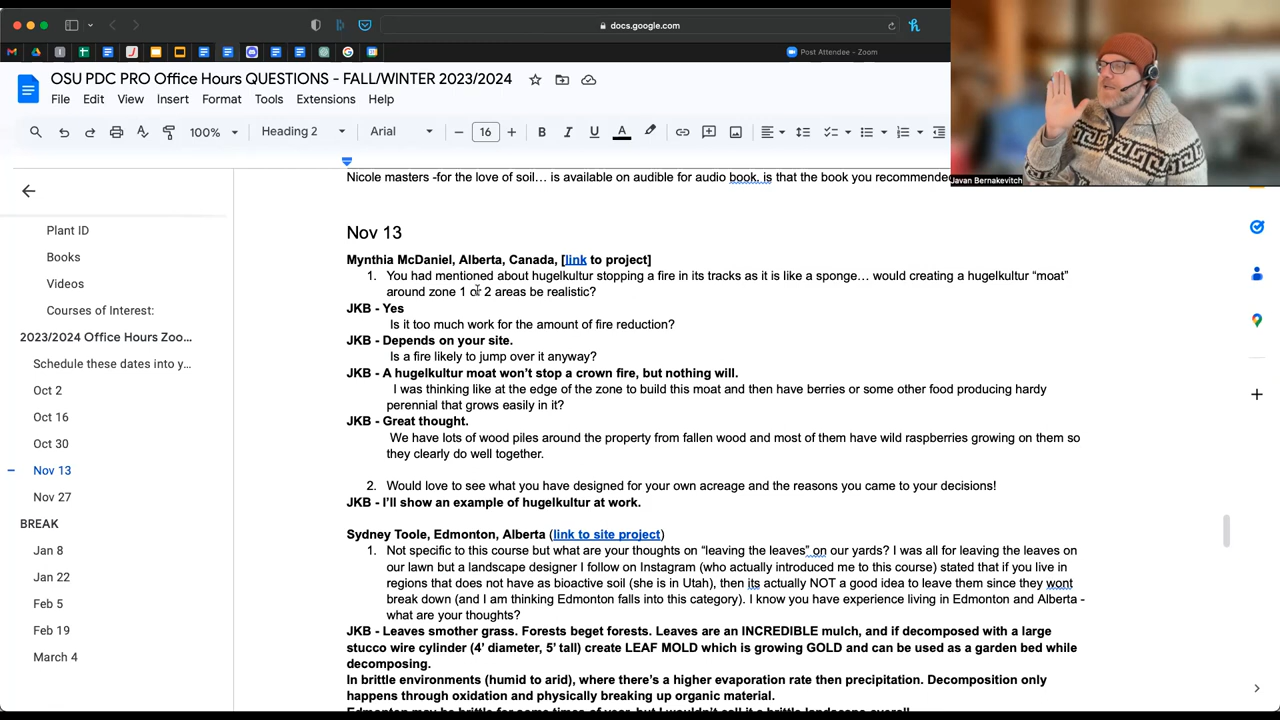 docs.google.com
Post Attendee - Zoom
OSU PDC PRO Office Hours QUESTIONS - FALL/WINTER 2023/2024
File Edit View Insert Format Tools Extensions Help
100% Heading 2 Arial 16 B I U A
Javan Bernakevitch
Plant ID
Books
Videos
Courses of Interest:
2023/2024 Office Hours Zoo...
Schedule these dates into y...
Oct 2
Oct 16
Oct 30
Nov 13
Nov 27
BREAK
Jan 8
Jan 22
Feb 5
Feb 19
March 4
Nicole masters -for the love of soil... is available on audible for audio book. is that the book you recommended
Nov 13
Mynthia McDaniel, Alberta, Canada, [link to project]
1. You had mentioned about hugelkultur stopping a fire in its tracks as it is like a sponge... would creating a hugelkultur “moat”
around zone 1 or 2 areas be realistic?
JKB - Yes
Is it too much work for the amount of fire reduction?
JKB - Depends on your site.
Is a fire likely to jump over it anyway?
JKB - A hugelkultur moat won’t stop a crown fire, but nothing will.
I was thinking like at the edge of the zone to build this moat and then have berries or some other food producing hardy
perennial that grows easily in it?
JKB - Great thought.
We have lots of wood piles around the property from fallen wood and most of them have wild raspberries growing on them so
they clearly do well together.
2. Would love to see what you have designed for your own acreage and the reasons you came to your decisions!
JKB - I’ll show an example of hugelkultur at work.
Sydney Toole, Edmonton, Alberta (link to site project)
1. Not specific to this course but what are your thoughts on “leaving the leaves” on our yards? I was all for leaving the leaves on
our lawn but a landscape designer I follow on Instagram (who actually introduced me to this course) stated that if you live in
regions that does not have as bioactive soil (she is in Utah), then its actually NOT a good idea to leave them since they wont
break down (and I am thinking Edmonton falls into this category). I know you have experience living in Edmonton and Alberta -
what are your thoughts?
JKB - Leaves smother grass. Forests beget forests. Leaves are an INCREDIBLE mulch, and if decomposed with a large
stucco wire cylinder (4’ diameter, 5’ tall) create LEAF MOLD which is growing GOLD and can be used as a garden bed while
decomposing.
In brittle environments (humid to arid), where there’s a higher evaporation rate then precipitation. Decomposition only
happens through oxidation and physically breaking up organic material.
Edmonton may be brittle for some times of year, but I wouldn’t call it a brittle landscape overall.